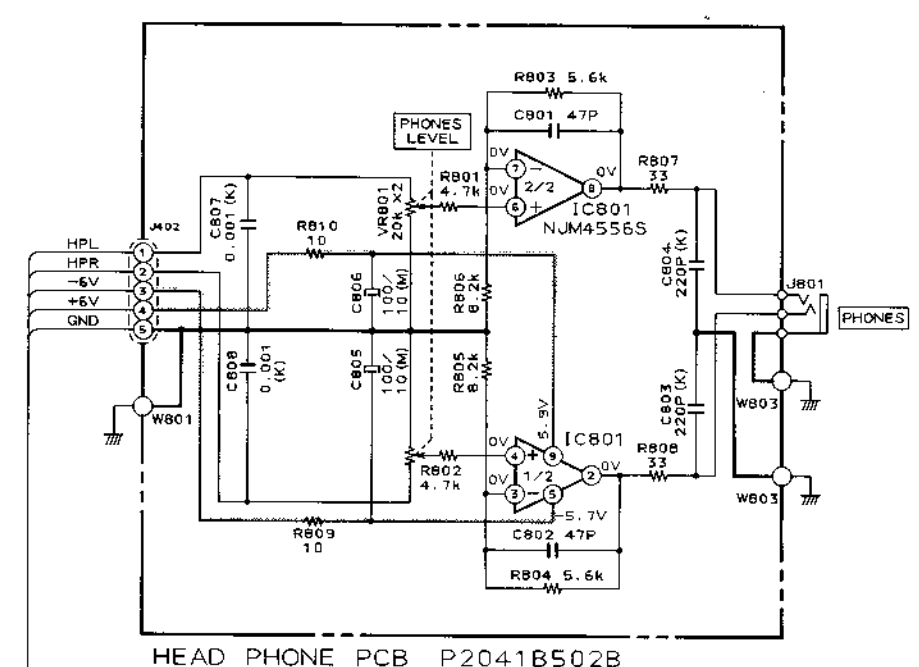 R803 5.6k
C801 47P
PHONES
LEVEL
0V
7
−
2/2
8
0V
R807
33
R801
4.7k
0V
6
+
IC801
NJM4556S
C807
0.001 (K)
VR801
20k X2
J402
R810
10
HPL
1
HPR
2
−6V
3
+6V
4
GND
5
C806
100/
10 (M)
R806
8.2k
C804
220P (K)
J801
PHONES
C808
0.001
(K)
C805
100/
10 (M)
R805
8.2k
W801
W803
C803
220P (K)
5.9V
IC801
0V
4
+
9
R808
33
0V
2
1/2
R802
4.7k
0V
3
−
5
−5.7V
W803
R809
10
C802 47P
R804 5.6k
HEAD PHONE PCB P2041B502B